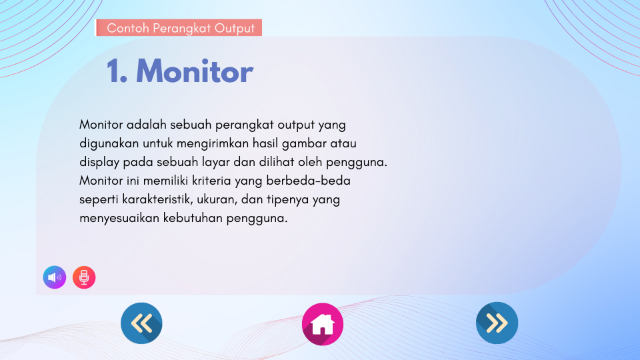 Contoh Perangkat Output
1. Monitor
Monitor adalah sebuah perangkat output yang
digunakan untuk mengirimkan hasil gambar atau
display pada sebuah layar dan dilihat oleh pengguna.
Monitor ini memiliki kriteria yang berbeda-beda
seperti karakteristik, ukuran, dan tipenya yang
menyesuaikan kebutuhan pengguna.